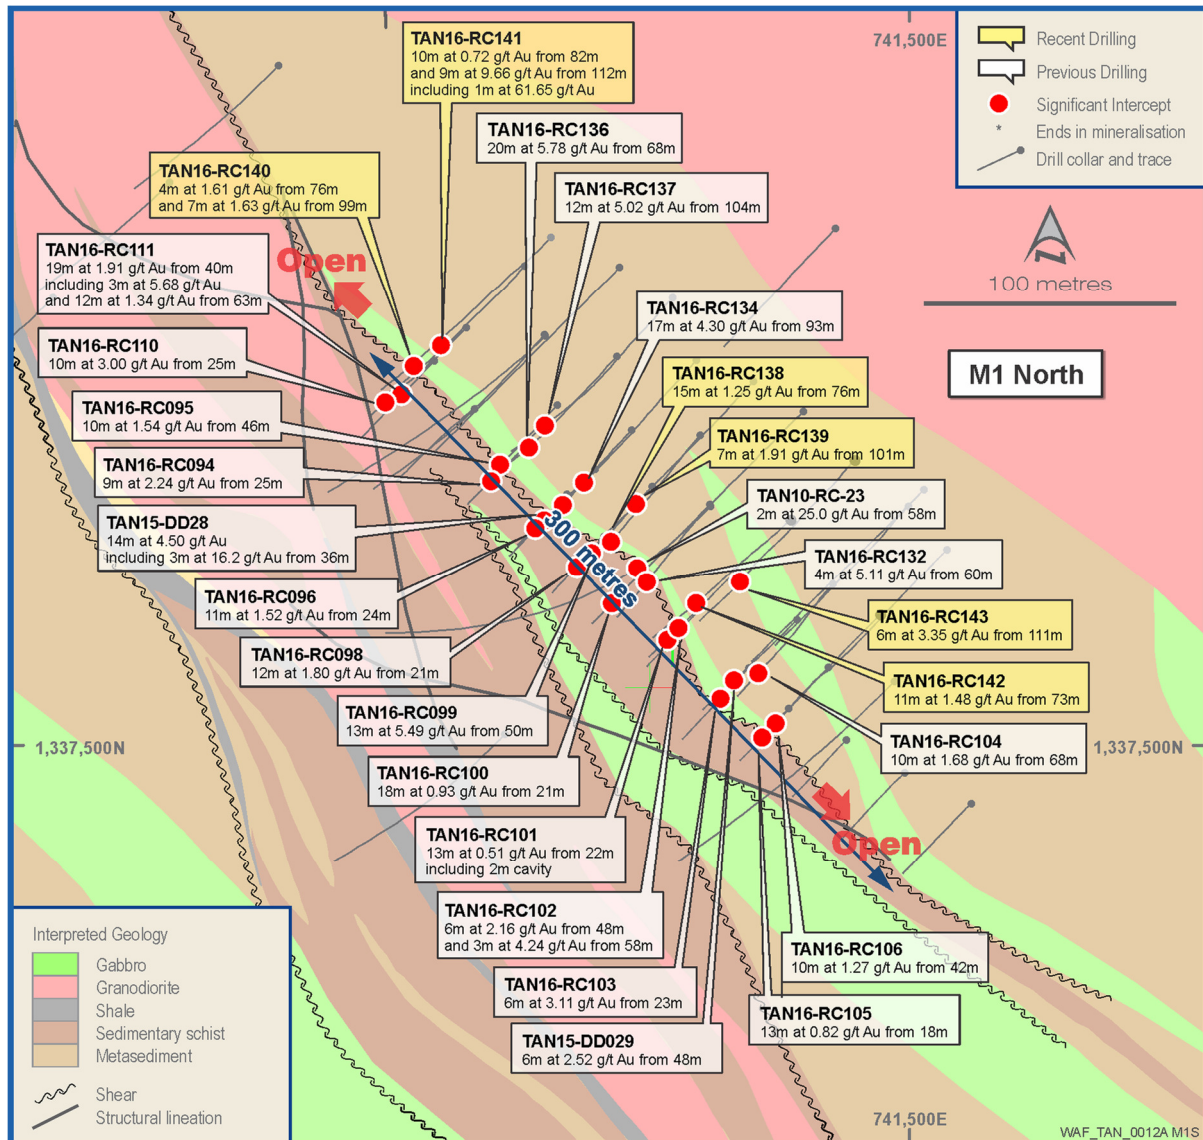 741,500E
Recent Drilling
Previous Drilling
Significant Intercept
* Ends in mineralisation
Drill collar and trace
TAN16-RC141
10m at 0.72 g/t Au from 82m
and 9m at 9.66 g/t Au from 112m
including 1m at 61.65 g/t Au
TAN16-RC136
20m at 5.78 g/t Au from 68m
TAN16-RC140
4m at 1.61 g/t Au from 76m
and 7m at 1.63 g/t Au from 99m
TAN16-RC137
12m at 5.02 g/t Au from 104m
TAN16-RC111
19m at 1.91 g/t Au from 40m
including 3m at 5.68 g/t Au
and 12m at 1.34 g/t Au from 63m
Open
N
100 metres
TAN16-RC134
17m at 4.30 g/t Au from 93m
TAN16-RC110
10m at 3.00 g/t Au from 25m
M1 North
TAN16-RC138
15m at 1.25 g/t Au from 76m
TAN16-RC095
10m at 1.54 g/t Au from 46m
TAN16-RC139
7m at 1.91 g/t Au from 101m
TAN16-RC094
9m at 2.24 g/t Au from 25m
TAN10-RC-23
2m at 25.0 g/t Au from 58m
TAN15-DD28
14m at 4.50 g/t Au
including 3m at 16.2 g/t Au from 36m
300 metres
TAN16-RC132
4m at 5.11 g/t Au from 60m
TAN16-RC096
11m at 1.52 g/t Au from 24m
TAN16-RC143
6m at 3.35 g/t Au from 111m
TAN16-RC098
12m at 1.80 g/t Au from 21m
TAN16-RC142
11m at 1.48 g/t Au from 73m
TAN16-RC099
13m at 5.49 g/t Au from 50m
TAN16-RC104
10m at 1.68 g/t Au from 68m
1,337,500N
1,337,500N
TAN16-RC100
18m at 0.93 g/t Au from 21m
TAN16-RC101
13m at 0.51 g/t Au from 22m
including 2m cavity
Open
TAN16-RC102
6m at 2.16 g/t Au from 48m
and 3m at 4.24 g/t Au from 58m
TAN16-RC106
10m at 1.27 g/t Au from 42m
TAN16-RC103
6m at 3.11 g/t Au from 23m
TAN16-RC105
13m at 0.82 g/t Au from 18m
TAN15-DD029
6m at 2.52 g/t Au from 48m
Interpreted Geology
Gabbro
Granodiorite
Shale
Sedimentary schist
Metasediment
Shear
Structural lineation
741,500E
WAF_TAN_0012A M1S